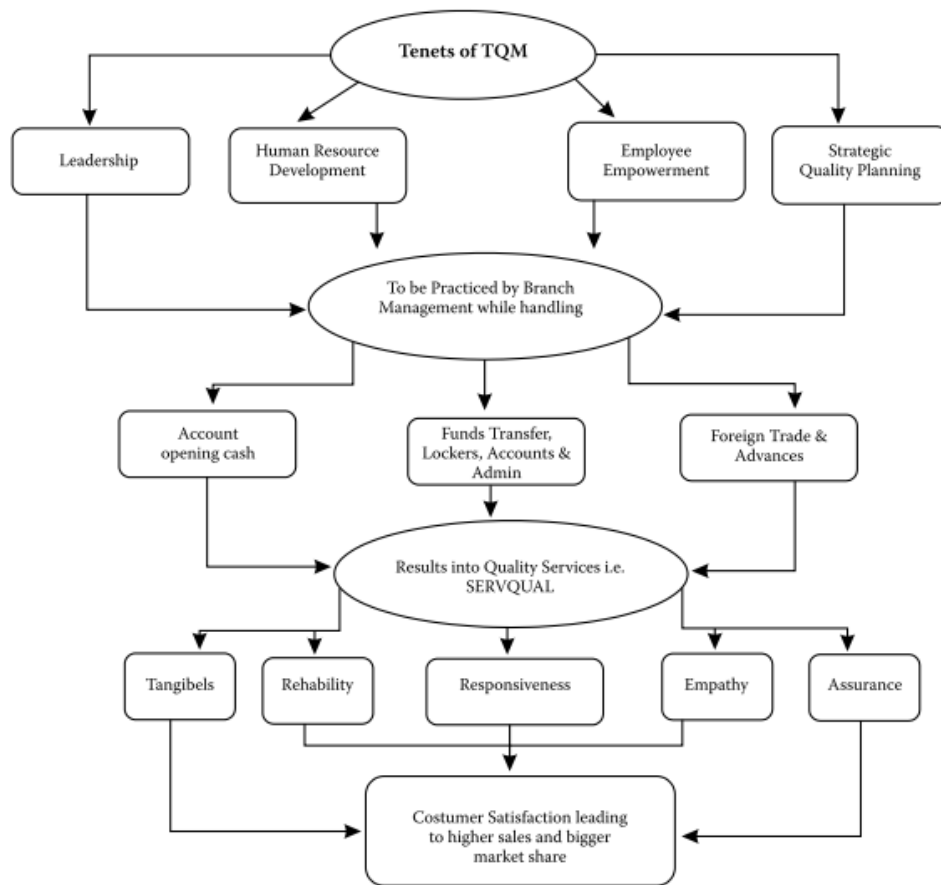 Tenets of TQM
Leadership
Human Resource
Development
Employee
Empowerment
Strategic
Quality Planning
To be Practiced by Branch
Management while handling
Account
opening cash
Funds Transfer,
Lockers, Accounts &
Admin
Foreign Trade &
Advances
Results into Quality Services i.e.
SERVQUAL
Tangibels
Rehability
Responsiveness
Empathy
Assurance
Costumer Satisfaction leading
to higher sales and bigger
market share